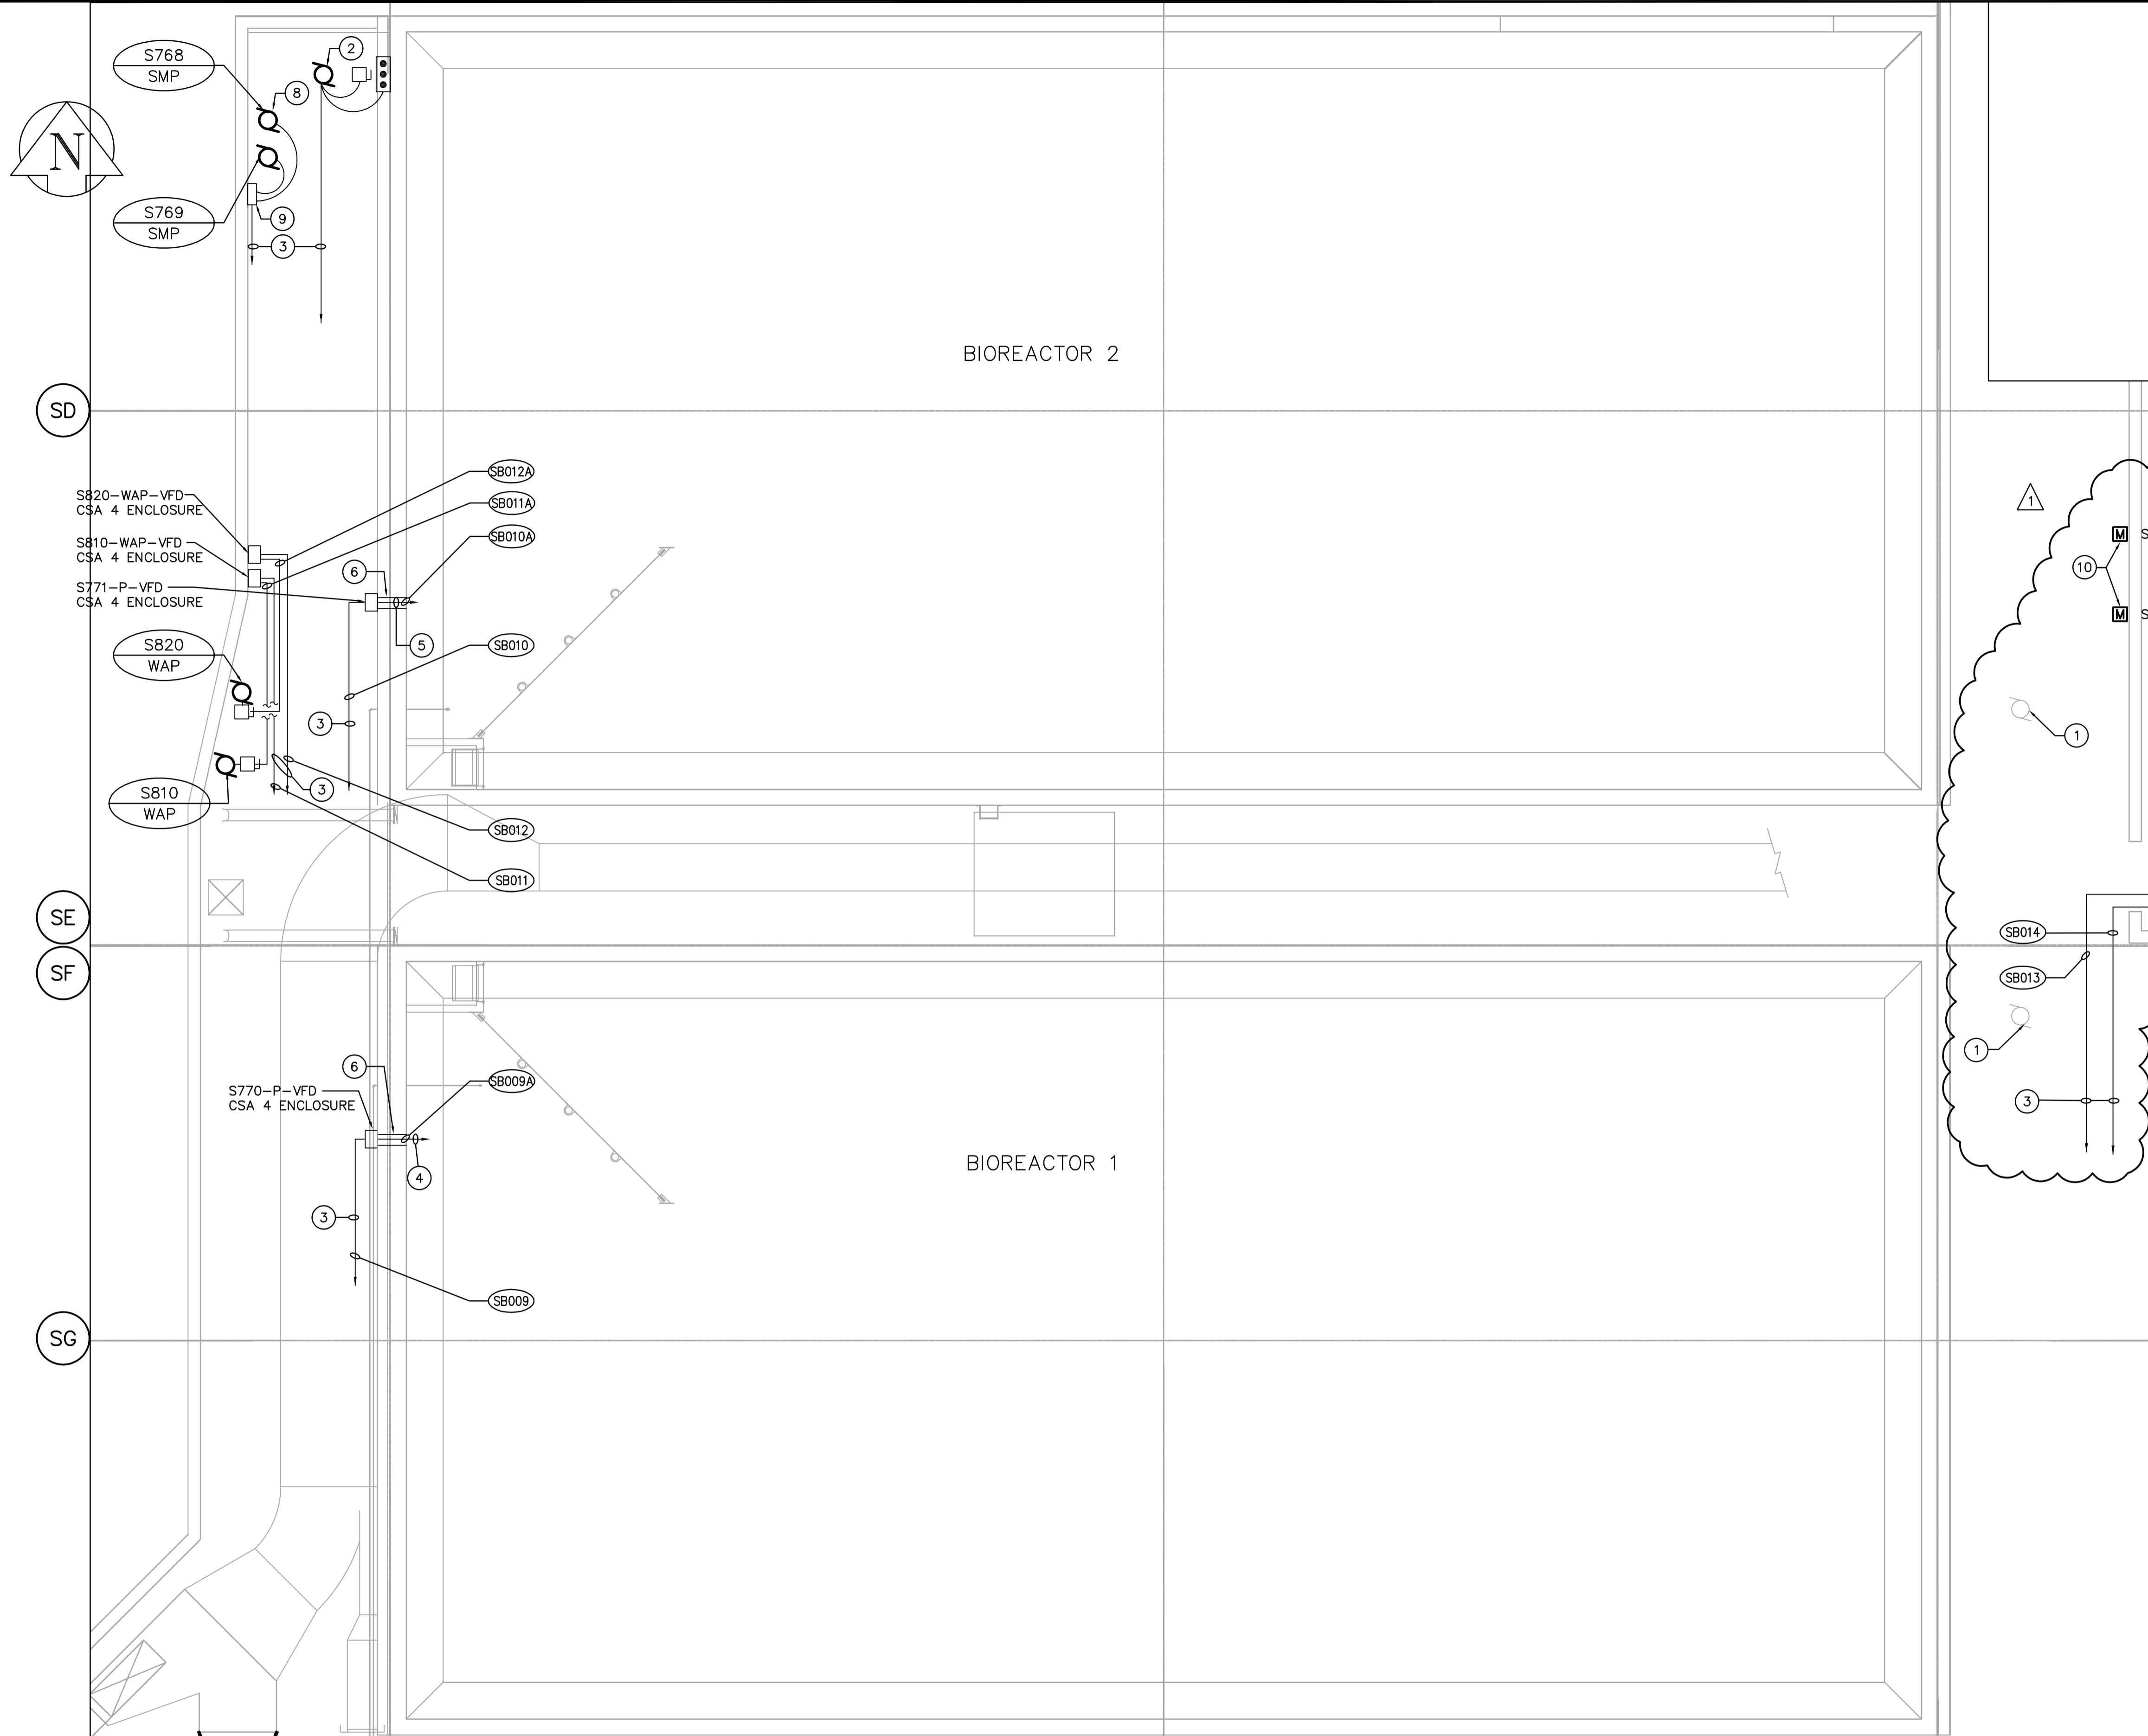 S768
SMP
2
8
N
S769
SMP
9
3
BIOREACTOR 2
SD
SB012A
S820-WAP-VFD
CSA 4 ENCLOSURE
SB011A
SB010A
S810-WAP-VFD
CSA 4 ENCLOSURE
6
S771-P-VFD
CSA 4 ENCLOSURE
5
SB010
S820
WAP
3
S810
WAP
3
SB012
SB011
SE
SF
1
M S
10
M S
1
SB014
SB013
1
3
6
SB009A
S770-P-VFD
CSA 4 ENCLOSURE
BIOREACTOR 1
4
3
SB009
SG